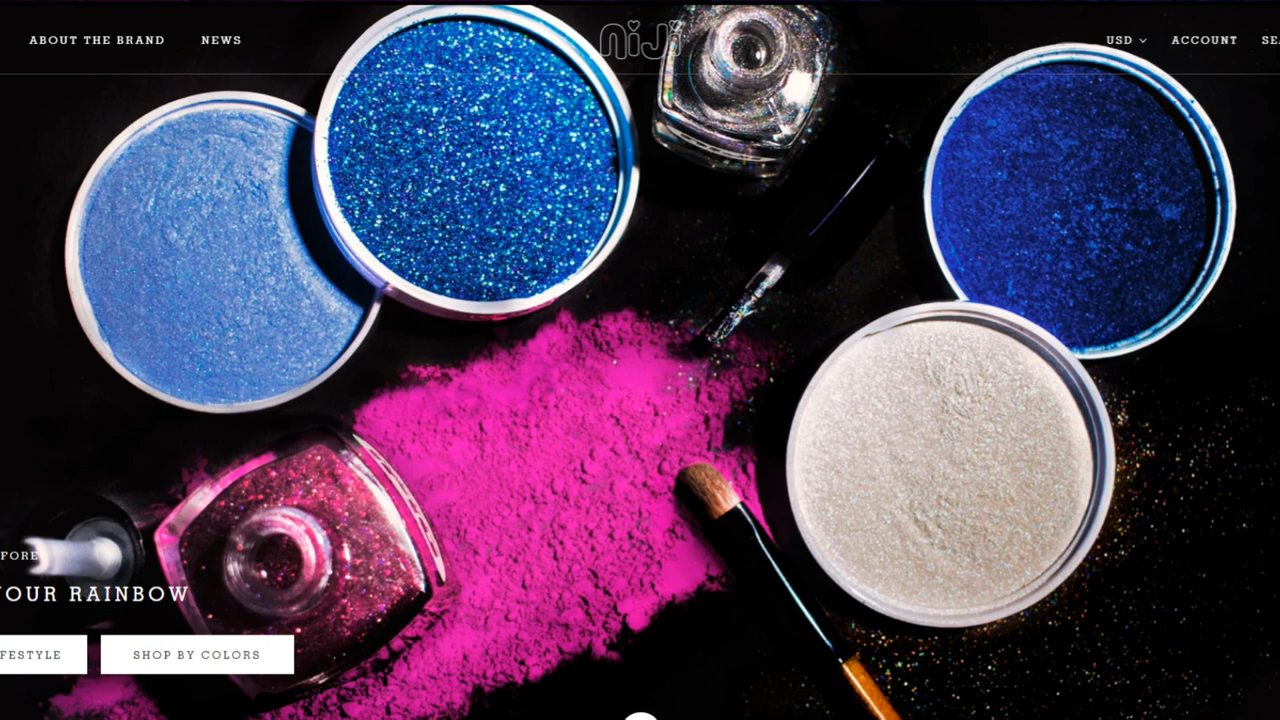 ABOUT THE BRAND
NEWS
niji
USD
ACCOUNT
FORE
OUR RAINBOW
FESTYLE
SHOP BY COLORS